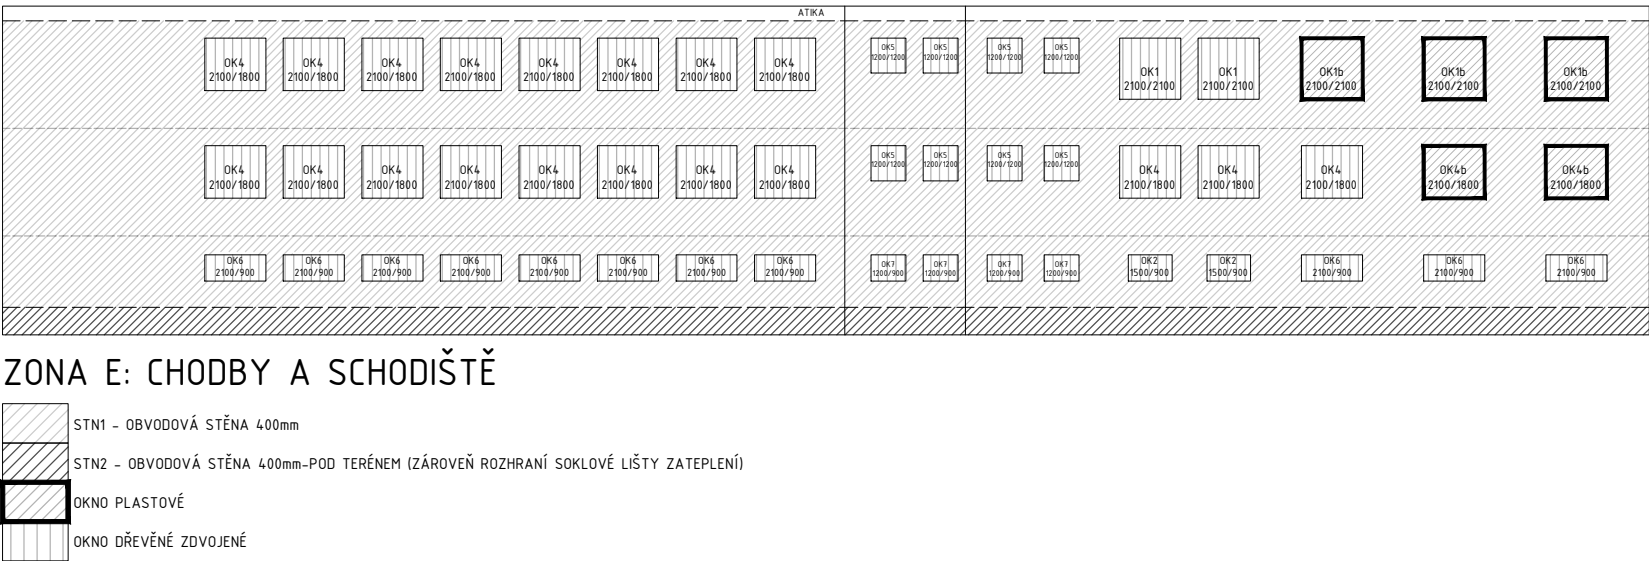 ATIKA
OK4 OK4 OK4 OK4 OK4 OK4 OK4 OK4 OK5 OK5 OK5 OK5 OK1 OK1 OK1b OK1b OK1b
2100/1800 2100/1800 2100/1800 2100/1800 2100/1800 2100/1800 2100/1800 2100/1800 1200/1200 1200/1200 1200/1200 1200/1200 2100/2100 2100/2100 2100/2100 2100/2100 2100/2100
OK4 OK4 OK4 OK4 OK4 OK4 OK4 OK4 OK5 OK5 OK5 OK5 OK4 OK4 OK4 OK4b OK4b
2100/1800 2100/1800 2100/1800 2100/1800 2100/1800 2100/1800 2100/1800 2100/1800 1200/1200 1200/1200 1200/1200 1200/1200 2100/1800 2100/1800 2100/1800 2100/1800 2100/1800
OK6 OK6 OK6 OK6 OK6 OK6 OK6 OK6 OK7 OK7 OK7 OK7 OK2 OK2 OK6 OK6 OK6
2100/900 2100/900 2100/900 2100/900 2100/900 2100/900 2100/900 2100/900 1200/900 1200/900 1200/900 1200/900 1500/900 1500/900 2100/900 2100/900 2100/900
ZONA E: CHODBY A SCHODIŠTĚ
STN1 - OBVODOVÁ STĚNA 400mm
STN2 - OBVODOVÁ STĚNA 400mm-POD TERÉNEM (ZÁROVEŇ ROZHRANÍ SOKLOVÉ LIŠTY ZATEPLENÍ)
OKNO PLASTOVÉ
OKNO DŘEVĚNÉ ZDVOJENÉ